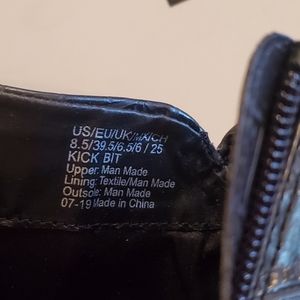 US/EU/UK/MX/CH
8.5/39.5/6.5/6 / 25
KICK BIT
Upper: Man Made
Lining: Textile/Man Made
Outsole: Man Made
07-19 Made in China